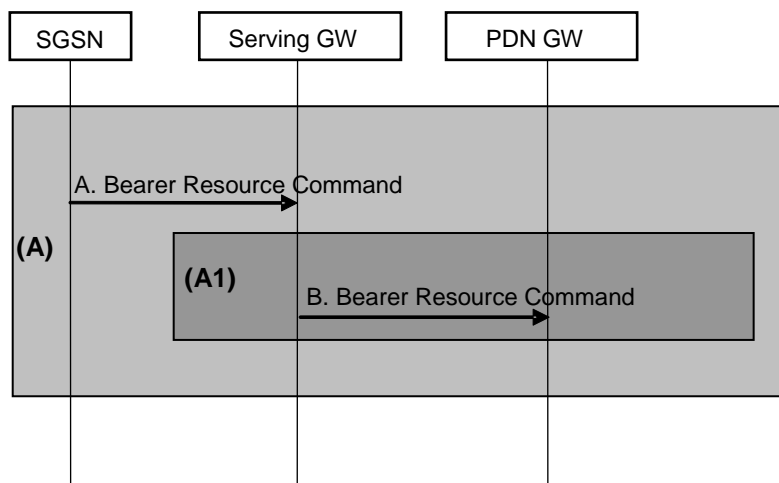 SGSN
Serving GW
PDN GW
A. Bearer Resource Command
(A)
(A1)
B. Bearer Resource Command